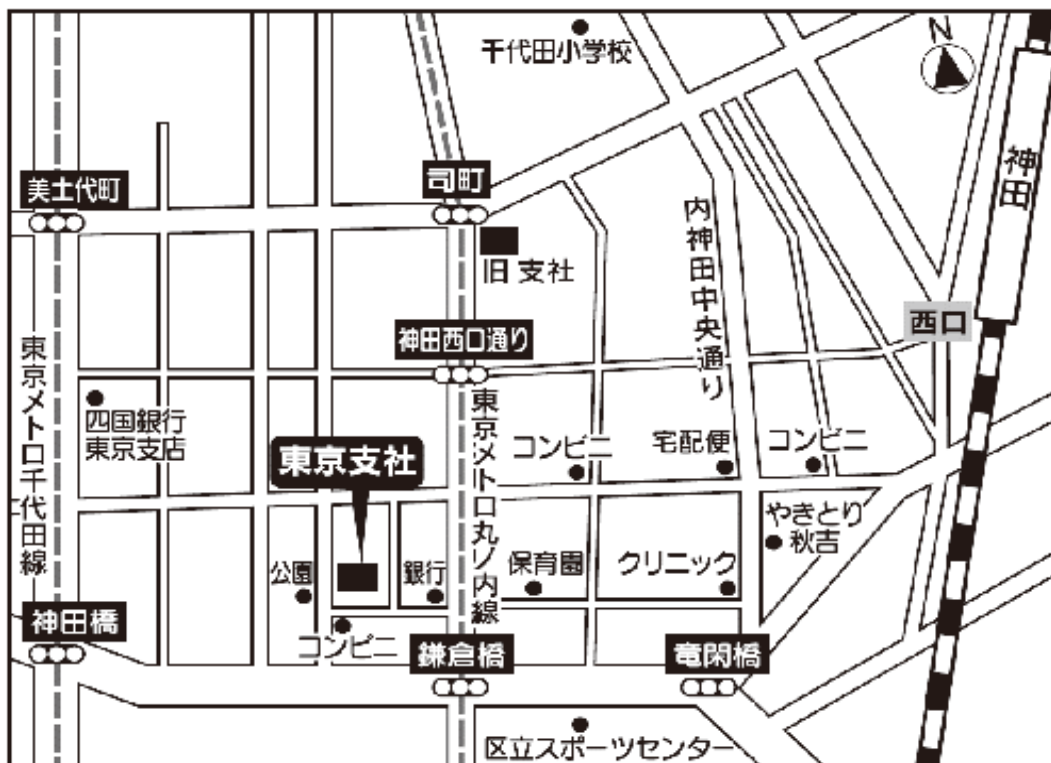 N
千代田小学校
神田
美土代町
司町
旧 支社
内神田中央通り
西口
神田西口通り
東京メトロ千代田線
四国銀行
東京支店
東京支社
東京メトロ丸ノ内線
コンビニ
宅配便
コンビニ
やきとり
秋吉
公園
銀行
保育園
クリニック
コンビニ
神田橋
鎌倉橋
竜閑橋
区立スポーツセンター